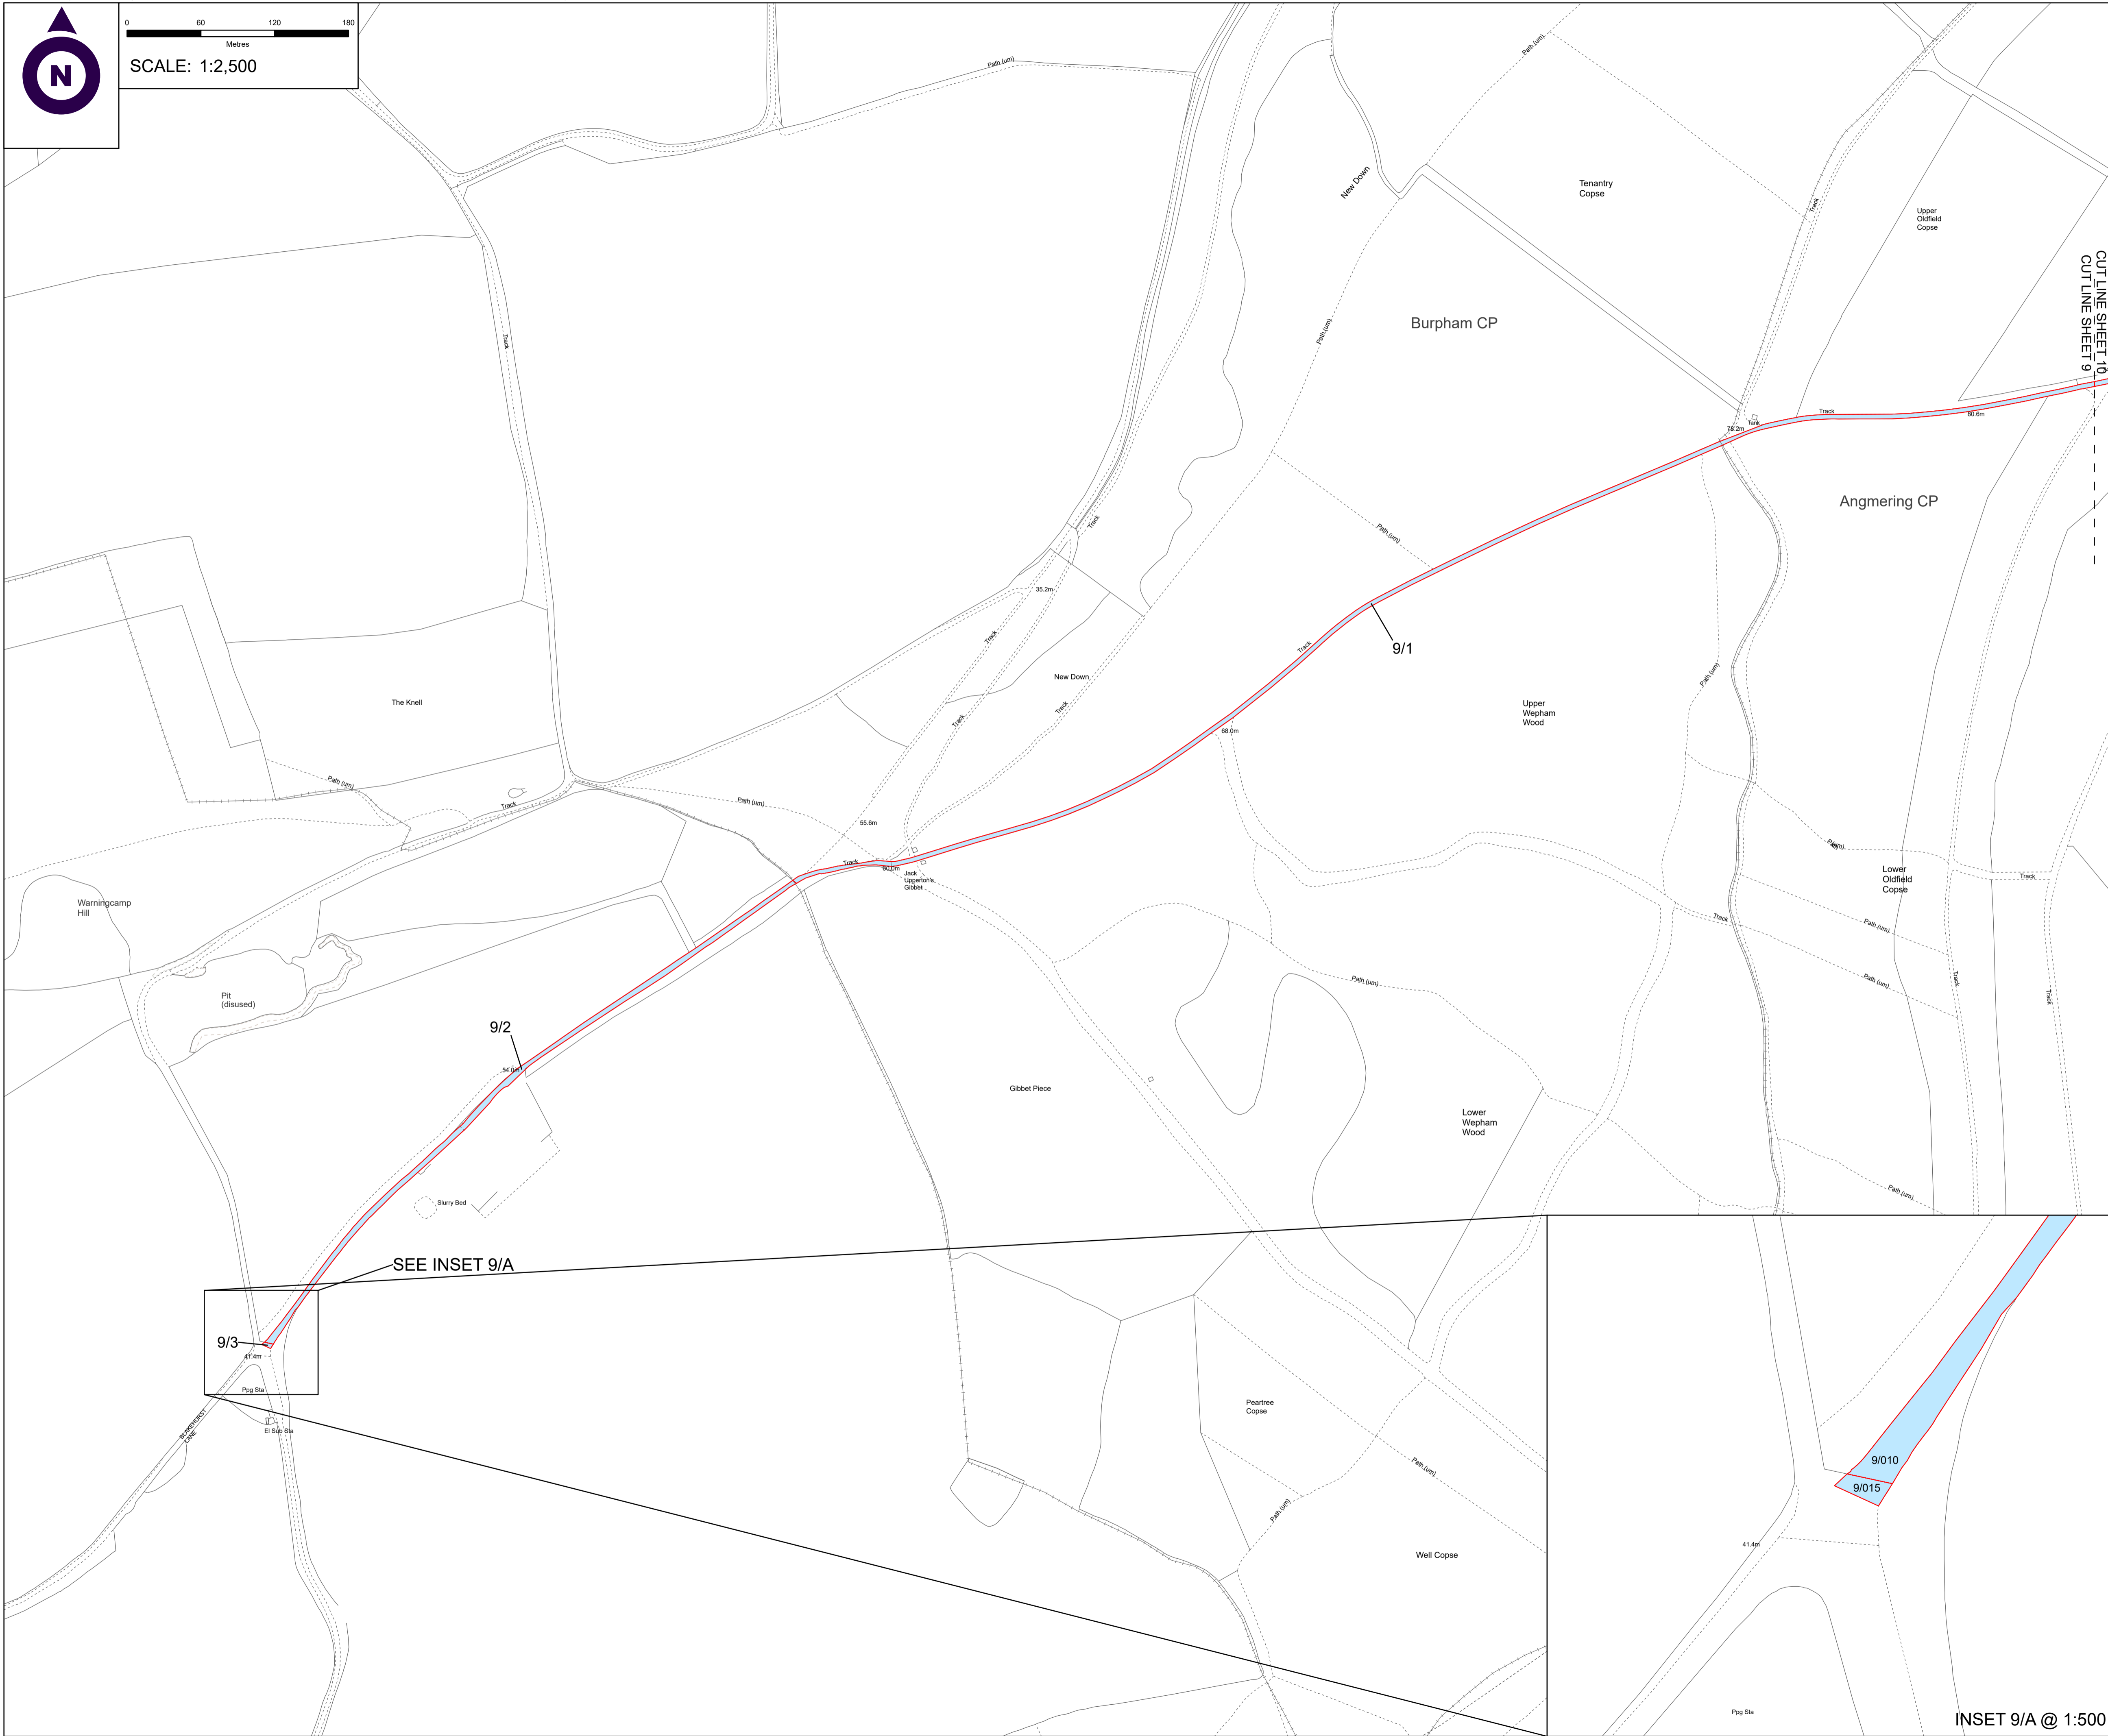 N
0 60 120 180
Metres
SCALE: 1:2,500
Path (um)
Path (um)
New Down
Tenantry
Copse
Track
Upper
Oldfield
Copse
CUT LINE SHEET 10
CUT LINE SHEET 9
Track
Path (um)
Burpham CP
Track
80.6m
Tank
78.2m
Angmering CP
Track
Path (um)
35.2m
Track
Track
9/1
New Down
Track
Track
Path (um)
Upper
Wepham
Wood
68.0m
The Knell
Path (um)
Track
Path (um)
55.6m
Track
60.0m
Jack
Upperton's
Gibbet
Warningcamp
Hill
Lower
Oldfield
Copse
Track
Track
Path (um)
Path (um)
Path (um)
Track
Track
Pit
(disused)
9/2
54.0m
Gibbet Piece
Lower
Wepham
Wood
Slurry Bed
Path (um)
SEE INSET 9/A
9/3
41.4m
Ppg Sta
BLAKEHURST
LANE
El Sub Sta
Peartree
Copse
Path (um)
Path (um)
Well Copse
9/010
9/015
41.4m
Ppg Sta
INSET 9/A @ 1:500